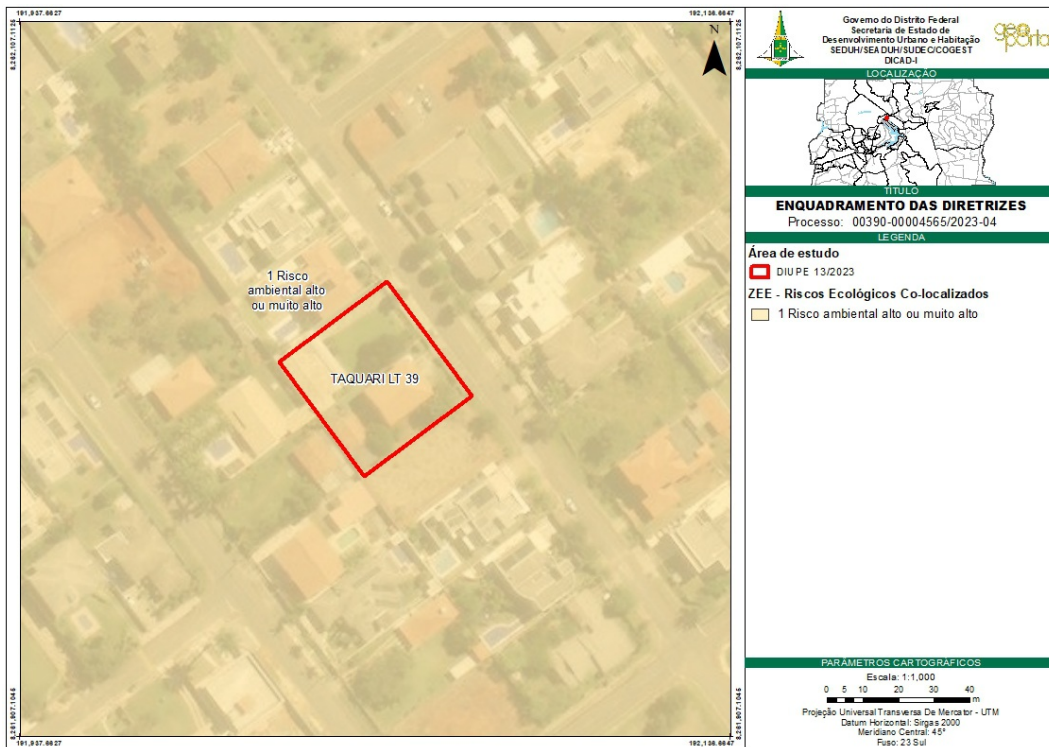 191,937.6627
192,136.6647
8,262,107.1125
8,262,107.1125
N
1 Risco
ambiental alto
ou muito alto
TAQUARI LT 39
8,261,907.1045
8,261,907.1045
191,937.6627
192,136.6647
Governo do Distrito Federal
Secretaria de Estado de
Desenvolvimento Urbano e Habitação
SEDUH/SEADUH/SUDEC/COGEST
DICAD-I
geo
portal
LOCALIZAÇÃO
TÍTULO
ENQUADRAMENTO DAS DIRETRIZES
Processo: 00390-00004565/2023-04
LEGENDA
Área de estudo
DIUPE 13/2023
ZEE - Riscos Ecológicos Co-localizados
1 Risco ambiental alto ou muito alto
PARÂMETROS CARTOGRÁFICOS
Escala: 1:1,000
0 5 10 20 30 40
m
Projeção Universal Transversa De Mercator - UTM
Datum Horizontal: Sirgas 2000
Meridiano Central: 45º
Fuso: 23 Sul